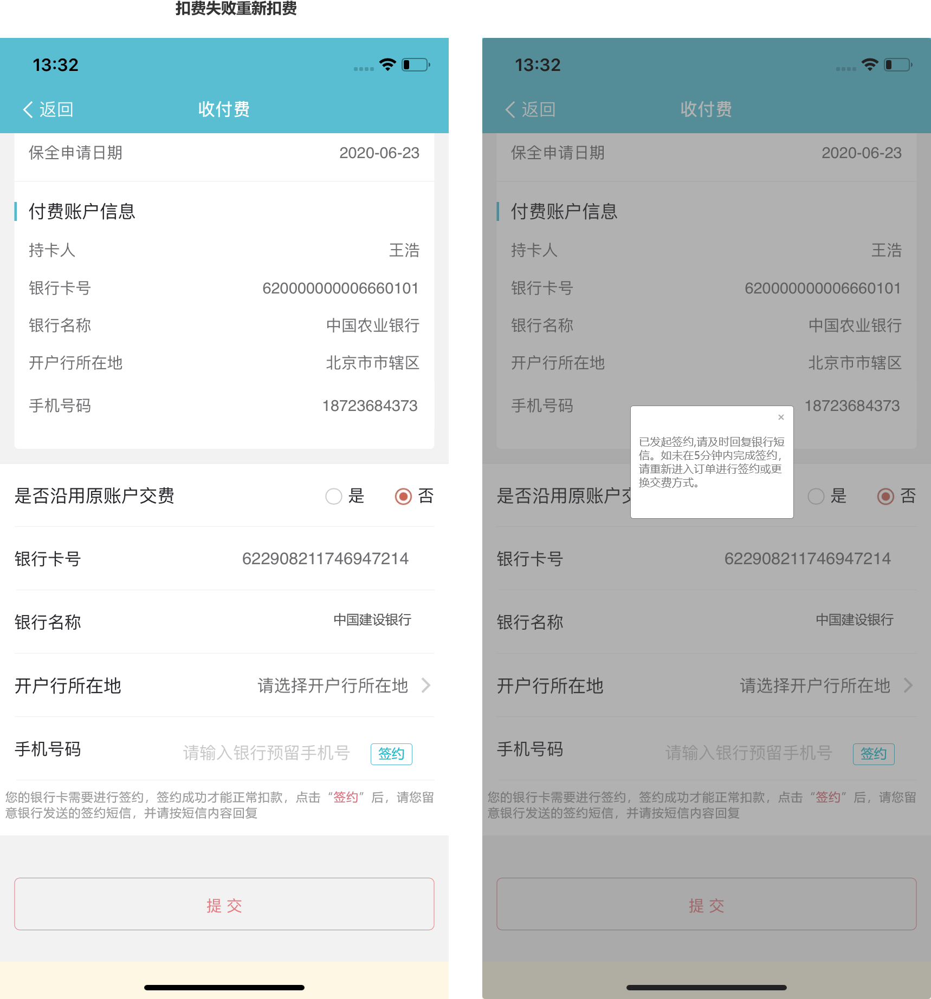 扣费失败重新扣费
13:32
返回
收付费
保全申请日期
2020-06-23
付费账户信息
持卡人
王浩
银行卡号
620000000006660101
银行名称
中国农业银行
开户行所在地
北京市市辖区
手机号码
18723684373
是否沿用原账户交费
是
否
银行卡号
622908211746947214
银行名称
中国建设银行
开户行所在地
请选择开户行所在地
手机号码
请输入银行预留手机号
签约
您的银行卡需要进行签约，签约成功才能正常扣款，点击“签约”后，请您留
意银行发送的签约短信，并请按短信内容回复
提 交
13:32
返回
收付费
保全申请日期
2020-06-23
付费账户信息
持卡人
王浩
银行卡号
620000000006660101
银行名称
中国农业银行
开户行所在地
北京市市辖区
手机号码
18723684373
×
已发起签约,请及时回复银行短
信。如未在5分钟内完成签约，
请重新进入订单进行签约或更
换交费方式。
是否沿用原账户交
是
否
银行卡号
622908211746947214
银行名称
中国建设银行
开户行所在地
请选择开户行所在地
手机号码
请输入银行预留手机号
签约
您的银行卡需要进行签约，签约成功才能正常扣款，点击“签约”后，请您留
意银行发送的签约短信，并请按短信内容回复
提 交